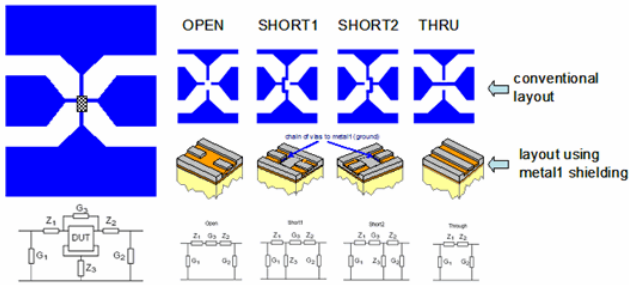 OPEN SHORT1 SHORT2 THRU
conventional
layout
chain of vias to metal1 (ground)
layout using
metal1 shielding
G3
Z1 Z2
DUT
G1 G2
Z3
Open Short1 Short2 Through
Z1 G3 Z2 Z1 G3 Z2 Z1 G3 Z2 Z1 Z2
G1 G2 G1 Z3 G2 G1 Z3 G2 G1 G2